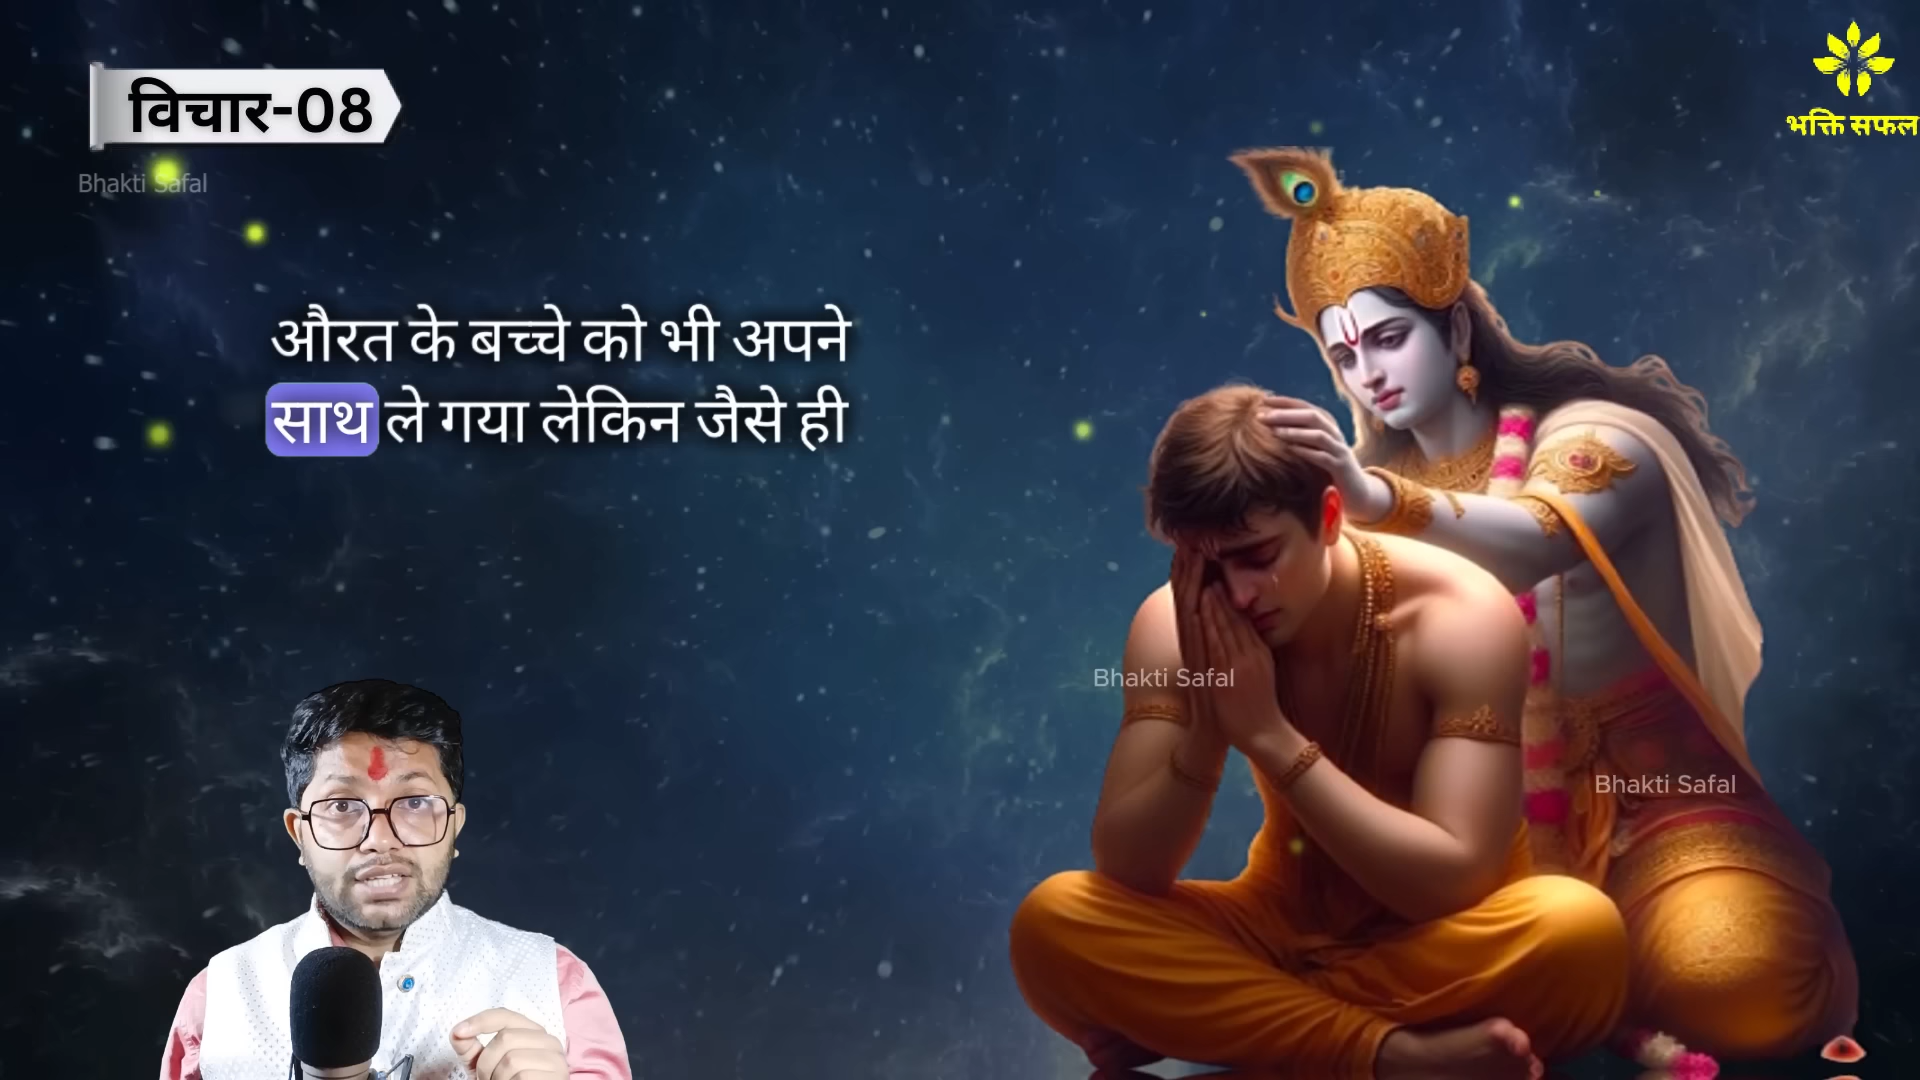 विचार-08
भक्ति सफल
Bhakti Safal
औरत के बच्चे को भी अपने
साथ ले गया लेकिन जैसे ही
Bhakti Safal
Bhakti Safal